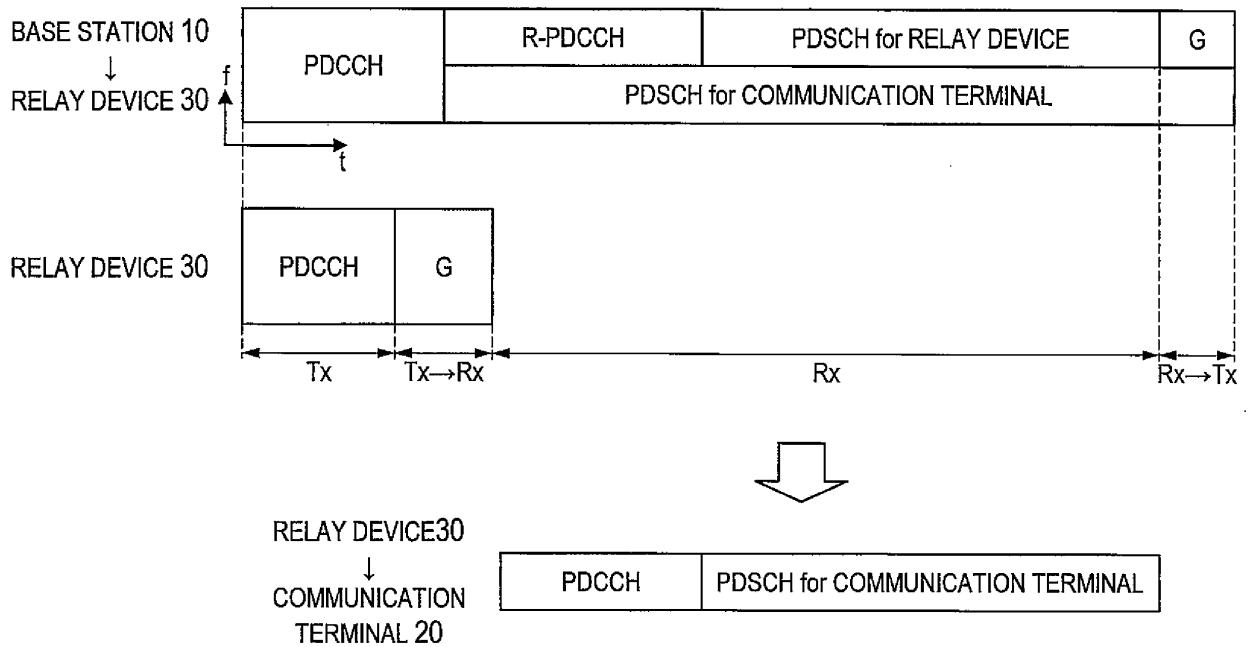 BASE STATION 10
↓
RELAY DEVICE 30
f
t
PDCCH
R-PDCCH
PDSCH for RELAY DEVICE
G
PDSCH for COMMUNICATION TERMINAL
RELAY DEVICE 30
PDCCH
G
Tx
Tx→Rx
Rx
Rx→Tx
RELAY DEVICE30
↓
COMMUNICATION
TERMINAL 20
PDCCH
PDSCH for COMMUNICATION TERMINAL